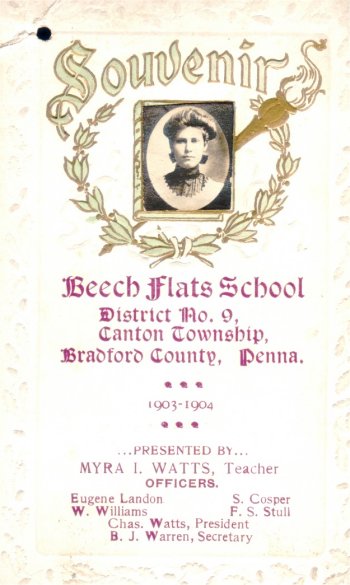 Souvenir
Beech Flats School
District No. 9,
Canton Township,
Bradford County, Penna.
1903-1904
...PRESENTED BY...
MYRA I. WATTS, Teacher
OFFICERS.
Eugene Landon S. Cosper
W. Williams F. S. Stull
Chas. Watts, President
B. J. Warren, Secretary